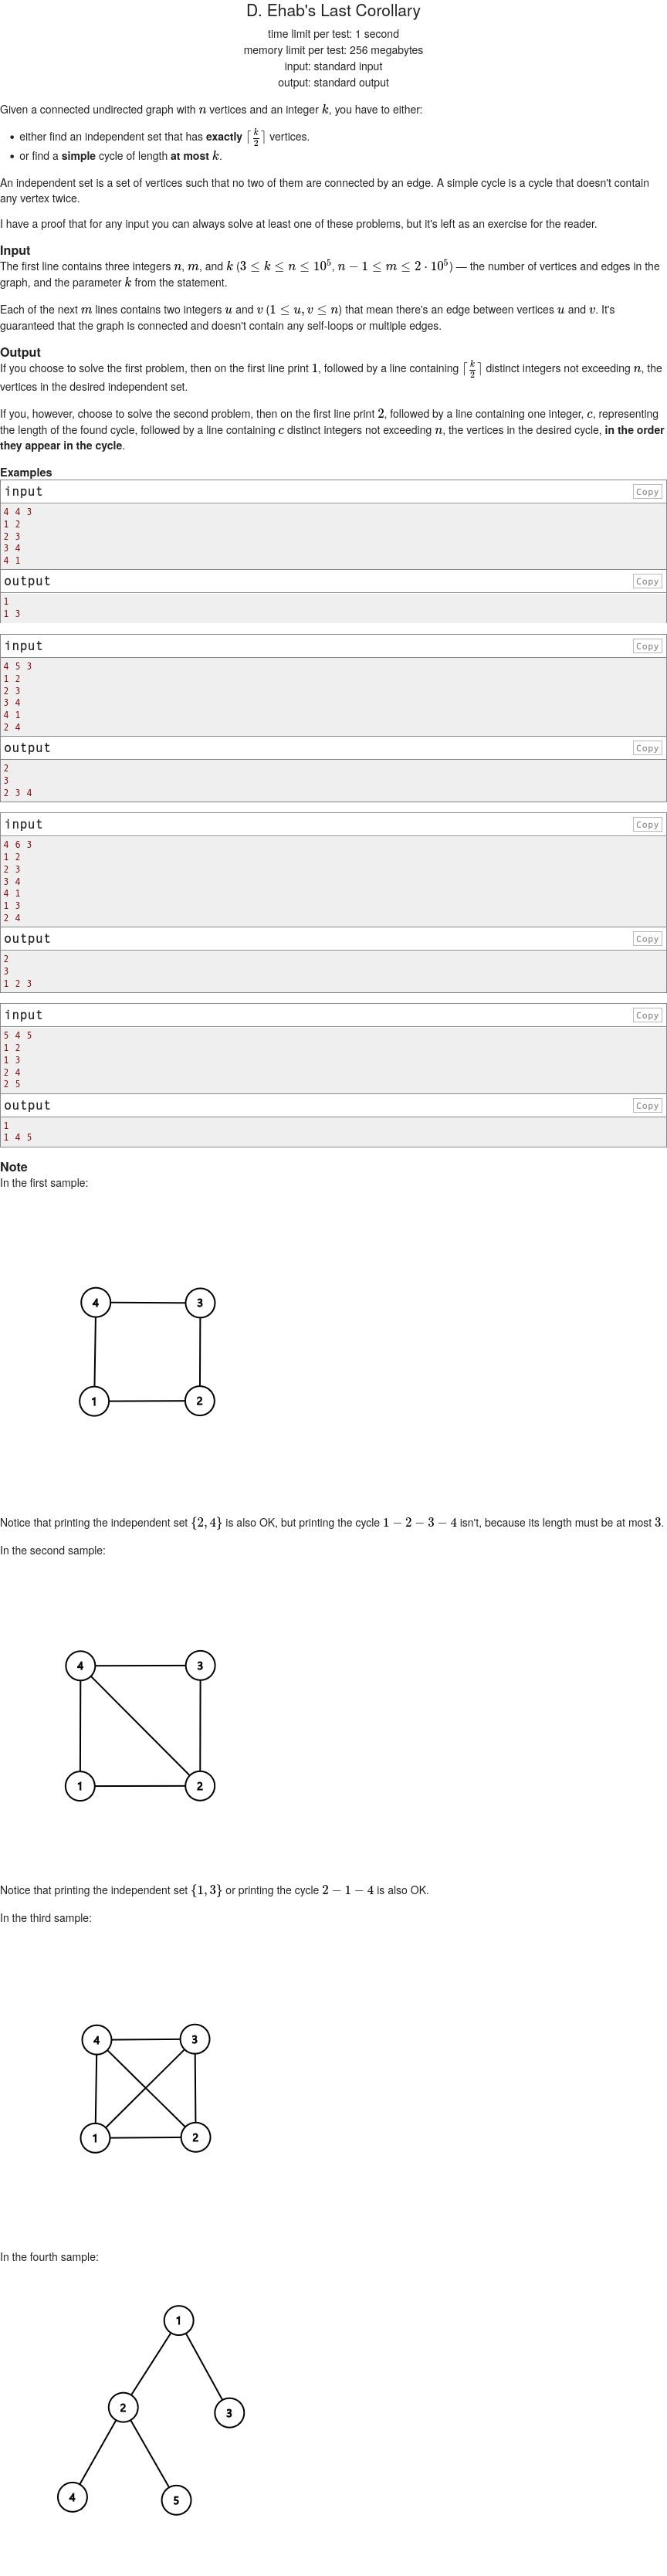 D. Ehab's Last Corollary
time limit per test: 1 second
memory limit per test: 256 megabytes
input: standard input
output: standard output
Given a connected undirected graph with n vertices and an integer k, you have to either:
• either find an independent set that has exactly ⌈k/2⌉ vertices.
• or find a simple cycle of length at most k.
An independent set is a set of vertices such that no two of them are connected by an edge. A simple cycle is a cycle that doesn't contain
any vertex twice.
I have a proof that for any input you can always solve at least one of these problems, but it's left as an exercise for the reader.
Input
The first line contains three integers n, m, and k (3 ≤ k ≤ n ≤ 10^5, n − 1 ≤ m ≤ 2 · 10^5) — the number of vertices and edges in the
graph, and the parameter k from the statement.
Each of the next m lines contains two integers u and v (1 ≤ u, v ≤ n) that mean there's an edge between vertices u and v. It's
guaranteed that the graph is connected and doesn't contain any self-loops or multiple edges.
Output
If you choose to solve the first problem, then on the first line print 1, followed by a line containing ⌈k/2⌉ distinct integers not exceeding n, the
vertices in the desired independent set.
If you, however, choose to solve the second problem, then on the first line print 2, followed by a line containing one integer, c, representing
the length of the found cycle, followed by a line containing c distinct integers not exceeding n, the vertices in the desired cycle, in the order
they appear in the cycle.
Examples
input Copy
4 4 3
1 2
2 3
3 4
4 1
output Copy
1
1 3
input Copy
4 5 3
1 2
2 3
3 4
4 1
2 4
output Copy
2
3
2 3 4
input Copy
4 6 3
1 2
2 3
3 4
4 1
1 3
2 4
output Copy
2
3
1 2 3
input Copy
5 4 5
1 2
1 3
2 4
2 5
output Copy
1
1 4 5
Note
In the first sample:
4 3
1 2
Notice that printing the independent set {2, 4} is also OK, but printing the cycle 1 − 2 − 3 − 4 isn't, because its length must be at most 3.
In the second sample:
4 3
1 2
Notice that printing the independent set {1, 3} or printing the cycle 2 − 1 − 4 is also OK.
In the third sample:
4 3
1 2
In the fourth sample:
1
2 3
4 5